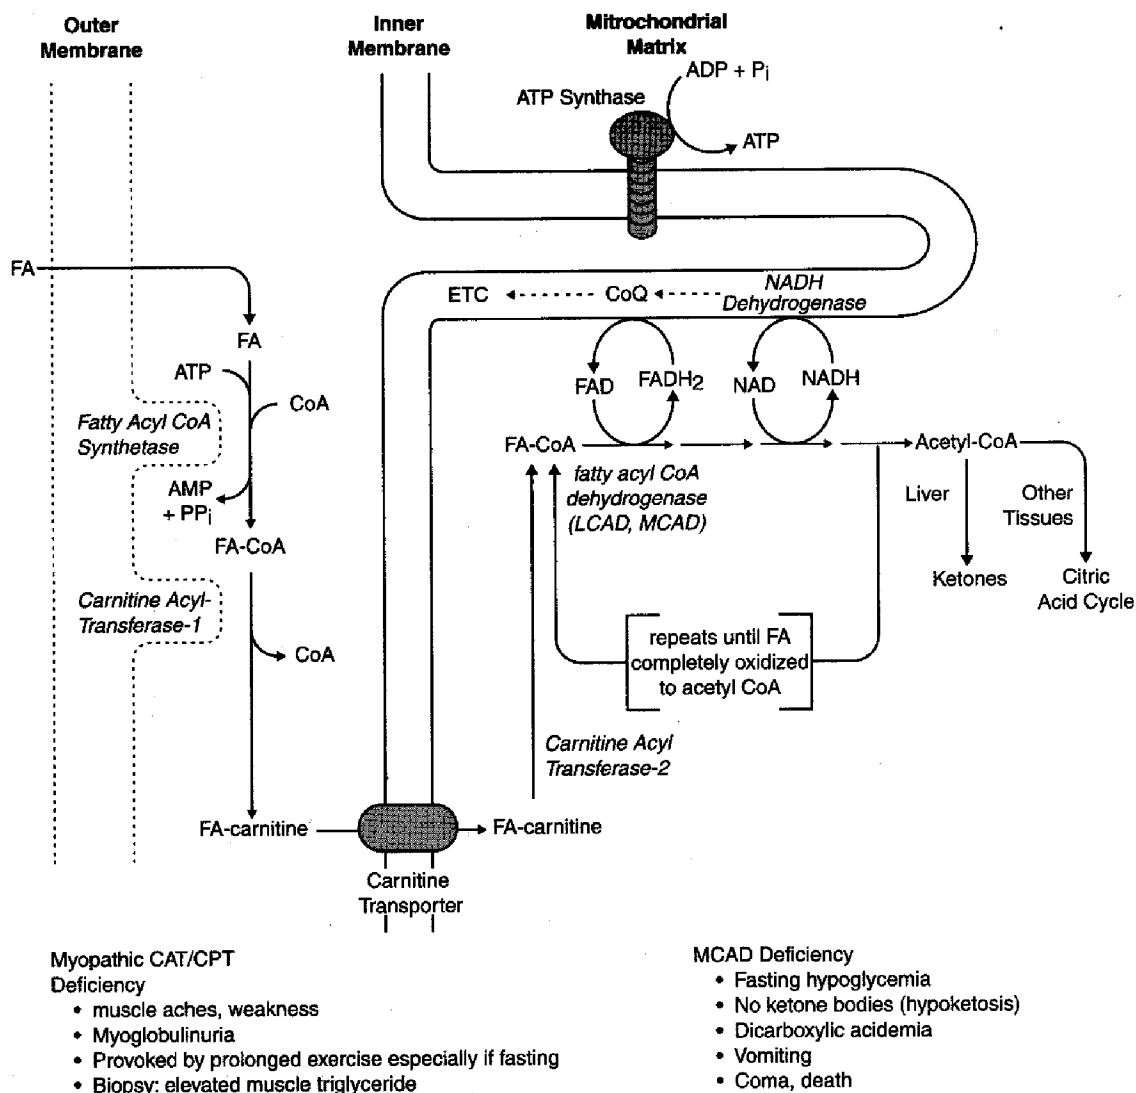 Outer
Membrane
Inner
Membrane
Mitrochondrial
Matrix
ADP + Pi
ATP Synthase
ATP
FA
FA
ATP
CoA
Fatty Acyl CoA
Synthetase
AMP
+ PPi
FA-CoA
Carnitine Acyl-
Transferase-1
CoA
FA-carnitine
Carnitine
Transporter
FA-carnitine
Carnitine Acyl
Transferase-2
ETC
CoQ
NADH
Dehydrogenase
FAD
FADH2
NAD
NADH
FA-CoA
fatty acyl CoA
dehydrogenase
(LCAD, MCAD)
Acetyl-CoA
Liver
Other
Tissues
Ketones
Citric
Acid Cycle
repeats until FA
completely oxidized
to acetyl CoA
Myopathic CAT/CPT
Deficiency
• muscle aches, weakness
• Myoglobulinuria
• Provoked by prolonged exercise especially if fasting
• Biopsy: elevated muscle triglyceride
MCAD Deficiency
• Fasting hypoglycemia
• No ketone bodies (hypoketosis)
• Dicarboxylic acidemia
• Vomiting
• Coma, death